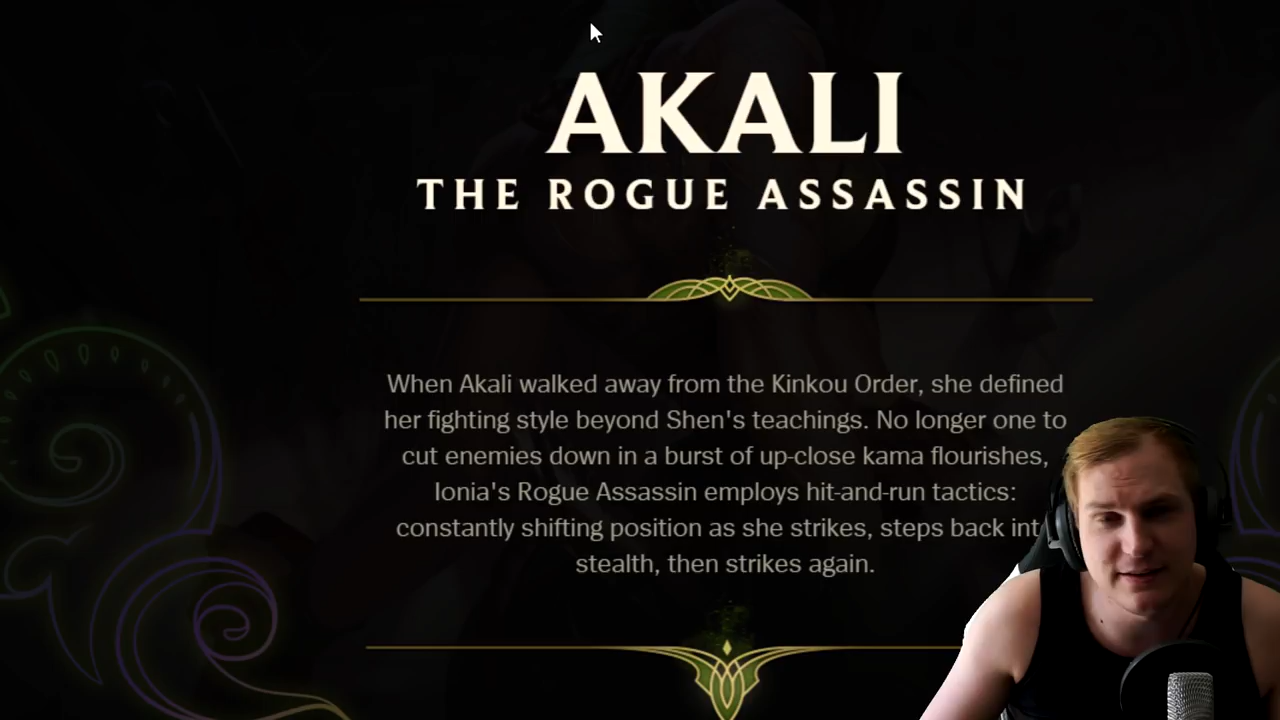 AKALI
THE ROGUE ASSASSIN
When Akali walked away from the Kinkou Order, she defined
her fighting style beyond Shen's teachings. No longer one to
cut enemies down in a burst of up-close kama flourishes,
Ionia's Rogue Assassin employs hit-and-run tactics:
constantly shifting position as she strikes, steps back into
stealth, then strikes again.